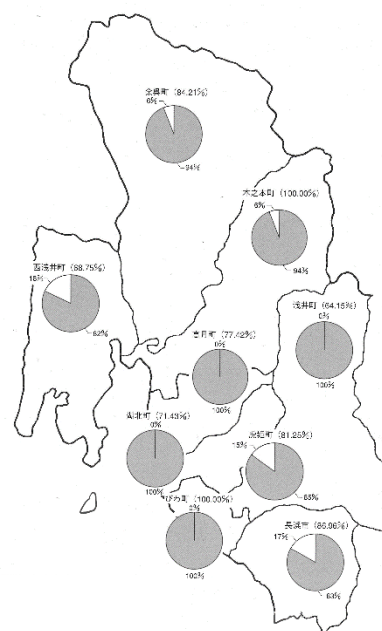 余呉町 (84.21%)
6%
94%
木之本町 (100.00%)
6%
94%
西浅井町 (68.75%)
18%
82%
浅井町 (64.15%)
0%
100%
高月町 (77.42%)
0%
100%
湖北町 (71.43%)
0%
100%
虎姫町 (81.25%)
15%
85%
びわ町 (100.00%)
100%
長浜市 (86.96%)
17%
83%